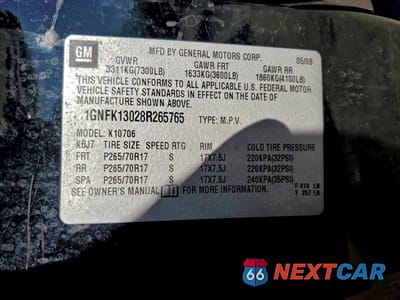 GM
MFD BY GENERAL MOTORS CORP. 05/08
GVWR GAWR FRT GAWR RR
3311KG(7300LB) 1633KG(3600LB) 1860KG(4100LB)
THIS VEHICLE CONFORMS TO ALL APPLICABLE U.S. FEDERAL MOTOR
VEHICLE SAFETY STANDARDS IN EFFECT ON THE DATE OF
MANUFACTURE SHOWN ABOVE.
1GNFK13028R265765 TYPE: M.P.V.
MODEL: K10706
KBJ7 TIRE SIZE SPEED RTG RIM COLD TIRE PRESSURE
FRT P265/70R17 S 17X7.5J 220KPA(32PSI)
RR P265/70R17 S 17X7.5J 220KPA(32PSI)
SPA P265/70R17 S 17X7.5J 240KPA(35PSI)
SEE OWNER'S MANUAL FOR MORE INFORMATION. F 410 LB
T 257 LB
66 NEXTCAR